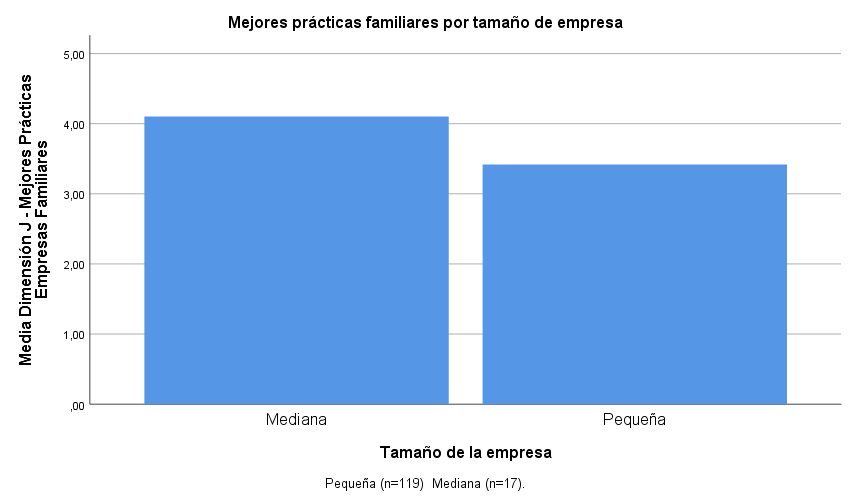 Mejores prácticas familiares por tamaño de empresa
Media Dimensión J - Mejores Prácticas
Empresas Familiares
5,00
4,00
3,00
2,00
1,00
,00
Mediana
Pequeña
Tamaño de la empresa
Pequeña (n=119)  Mediana (n=17).